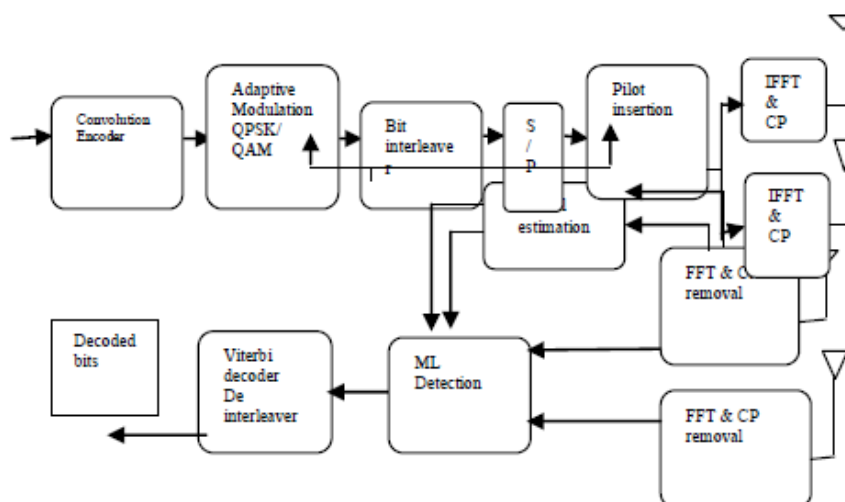 Convolution
Encoder
Adaptive
Modulation
QPSK/
QAM
Bit
interleave
r
S
/
P
Pilot
insertion
IFFT
&
CP
IFFT
&
CP
estimation
FFT & C
removal
ML
Detection
Viterbi
decoder
De
interleaver
Decoded
bits
FFT & CP
removal